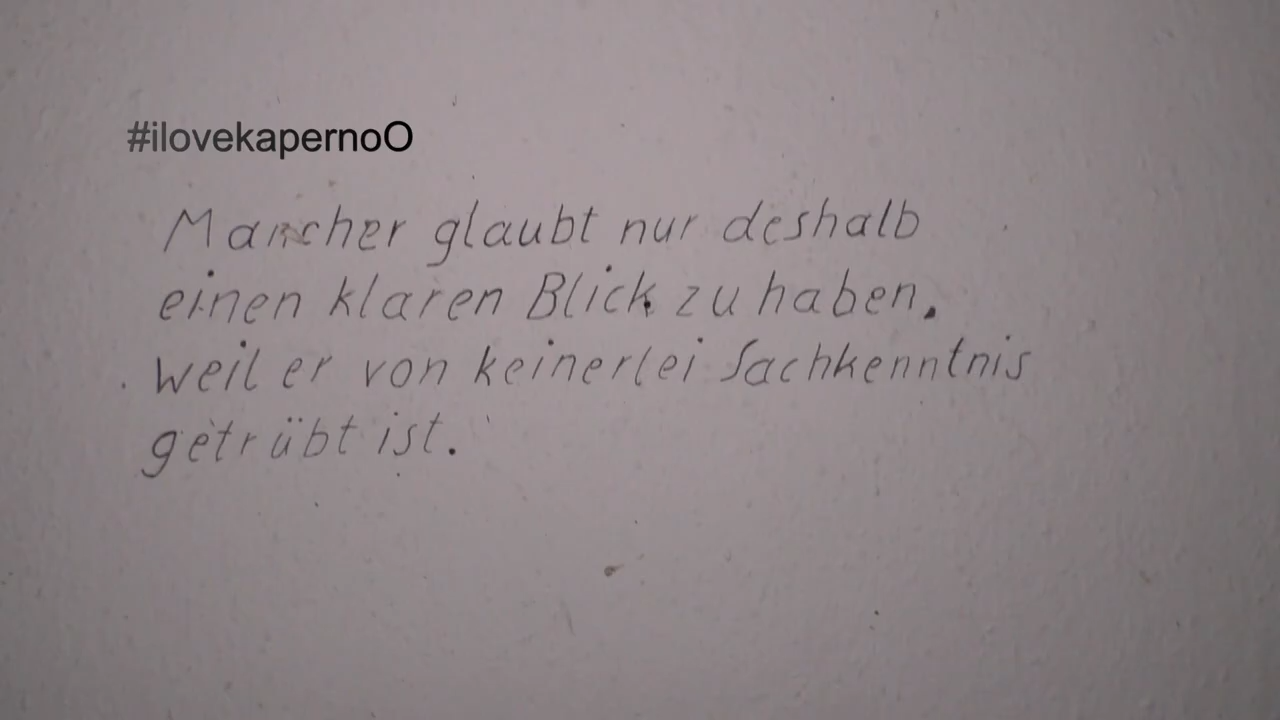 #ilovekapernoO
Mancher glaubt nur deshalb
einen klaren Blick zu haben.
weil er von keinerlei Sachkenntnis
getrübt ist.